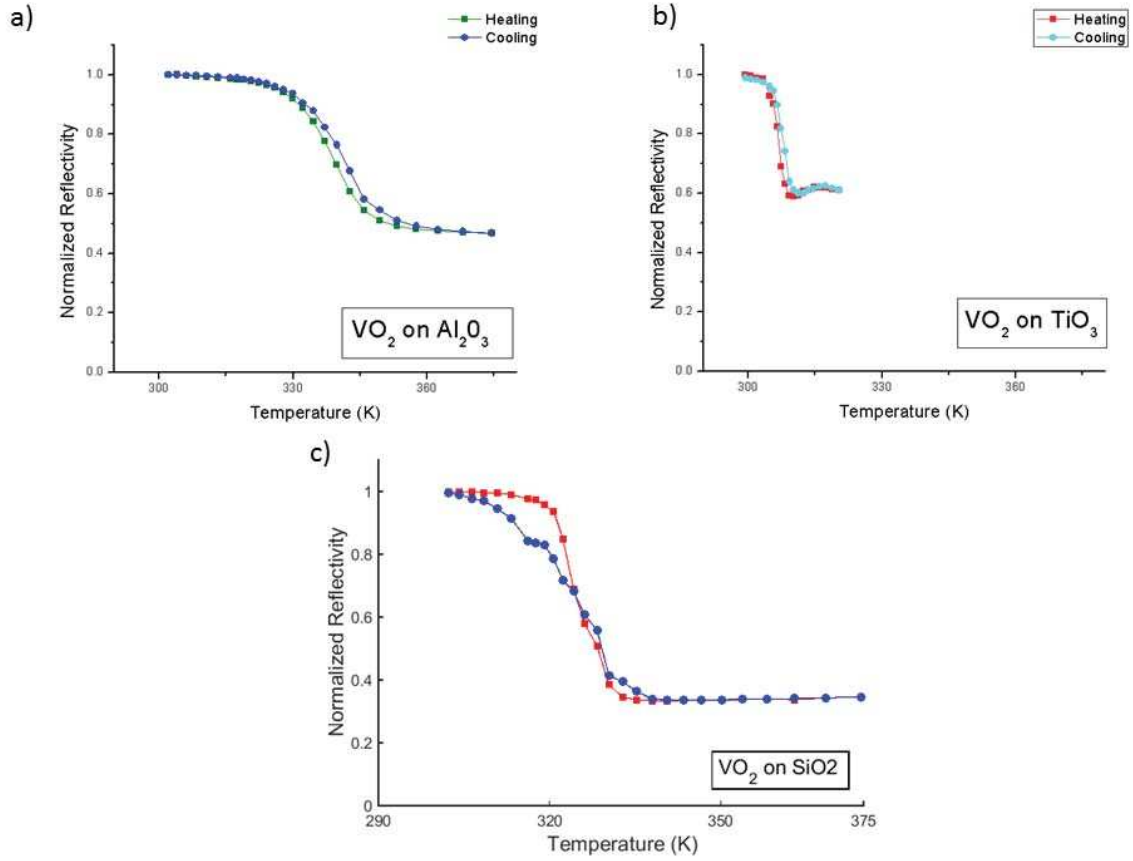 a)
Heating
Cooling
Normalized Reflectivity
1.0
0.8
0.6
0.4
0.2
0.0
VO2 on Al203
300
330
360
Temperature (K)
b)
Heating
Cooling
Normalized Reflectivity
1.0
0.8
0.6
0.4
0.2
0.0
VO2 on TiO3
300
330
360
Temperature (K)
c)
Normalized Reflectivity
1
0.8
0.6
0.4
0.2
0
VO2 on SiO2
290
320
350
375
Temperature (K)